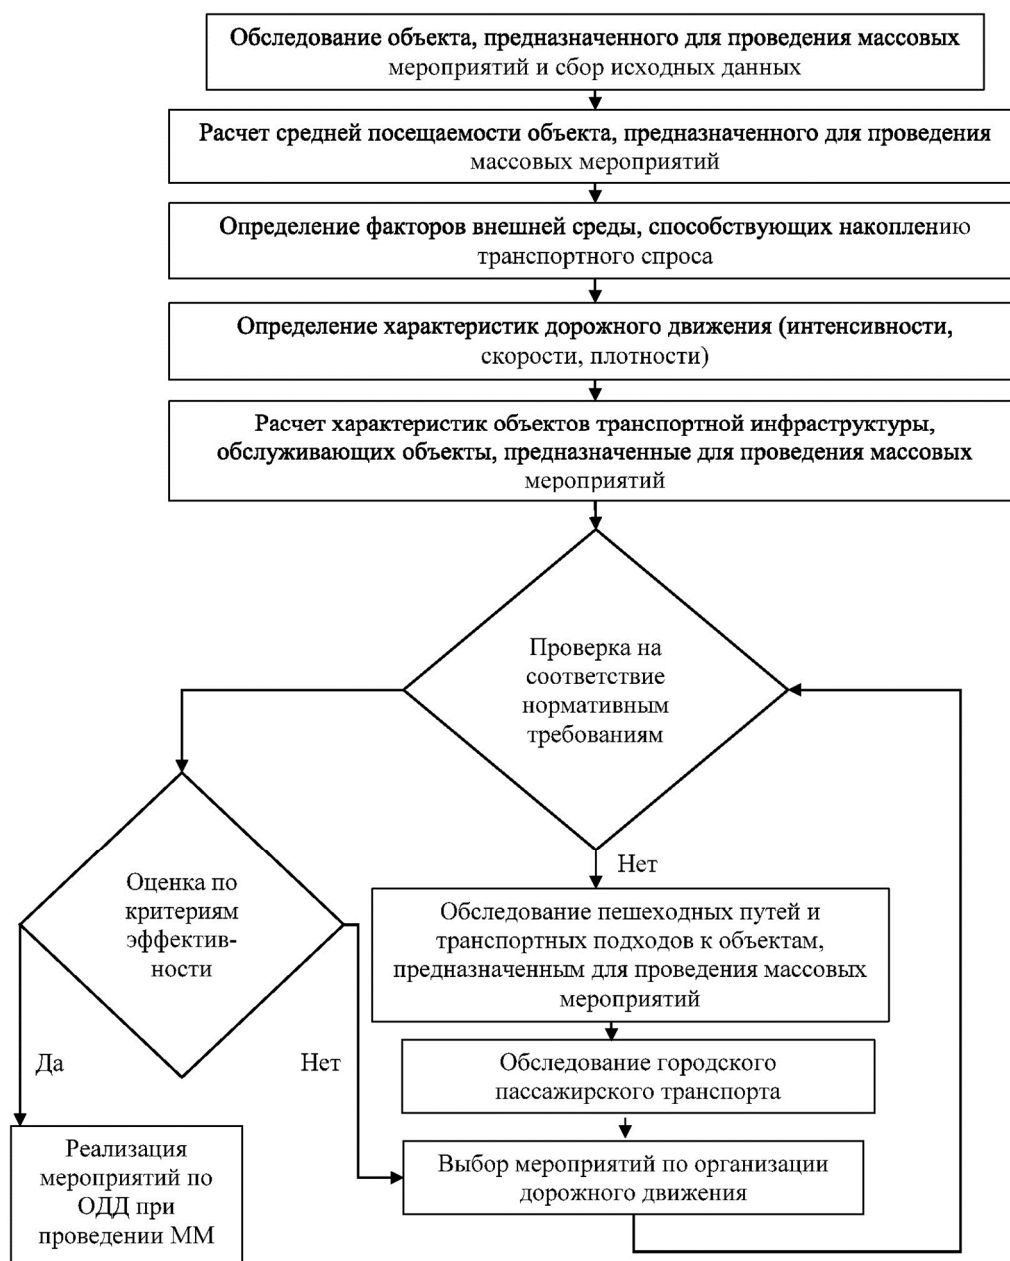 Обследование объекта, предназначенного для проведения массовых
мероприятий и сбор исходных данных
Расчет средней посещаемости объекта, предназначенного для проведения
массовых мероприятий
Определение факторов внешней среды, способствующих накоплению
транспортного спроса
Определение характеристик дорожного движения (интенсивности,
скорости, плотности)
Расчет характеристик объектов транспортной инфраструктуры,
обслуживающих объекты, предназначенные для проведения массовых
мероприятий
Проверка на
соответствие
нормативным
требованиям
Нет
Оценка по
критериям
эффектив-
ности
Обследование пешеходных путей и
транспортных подходов к объектам,
предназначенным для проведения массовых
мероприятий
Да
Нет
Обследование городского
пассажирского транспорта
Реализация
мероприятий по
ОДД при
проведении ММ
Выбор мероприятий по организации
дорожного движения